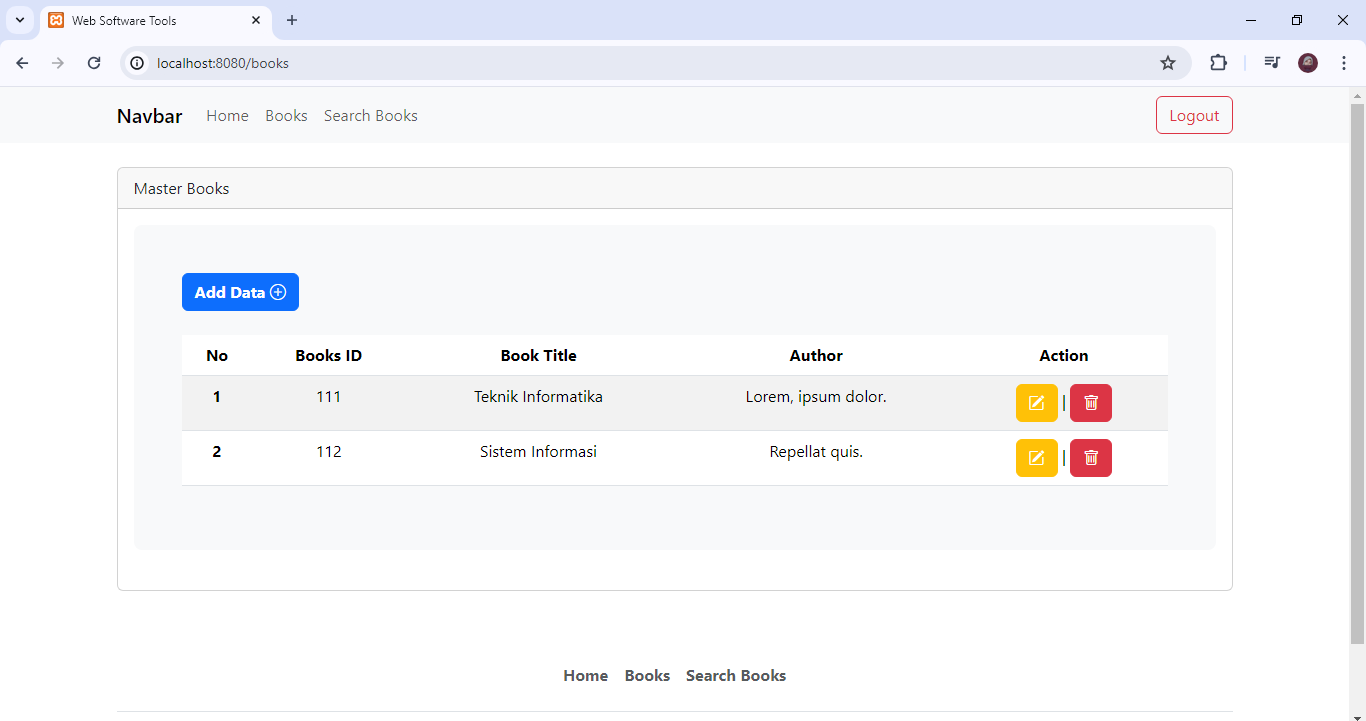 Web Software Tools
localhost:8080/books
Navbar Home Books Search Books Logout
Master Books
Add Data
No Books ID Book Title Author Action
1 111 Teknik Informatika Lorem, ipsum dolor. |
2 112 Sistem Informasi Repellat quis. |
Home Books Search Books